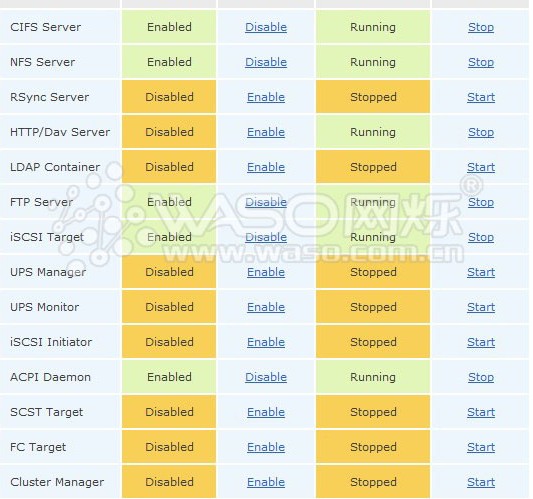 CIFS Server Enabled Disable Running Stop
NFS Server Enabled Disable Running Stop
RSync Server Disabled Enable Stopped Start
HTTP/Dav Server Disabled Enable Running Stop
LDAP Container Disabled Enable Stopped Start
FTP Server Enabled Disable Running Stop
WASO网烁®
iSCSI Target Enabled Disable Running Stop
www.waso.com.cn
UPS Manager Disabled Enable Stopped Start
UPS Monitor Disabled Enable Stopped Start
iSCSI Initiator Disabled Enable Stopped Start
ACPI Daemon Enabled Disable Running Stop
SCST Target Disabled Enable Stopped Start
FC Target Disabled Enable Stopped Start
Cluster Manager Disabled Enable Stopped Start